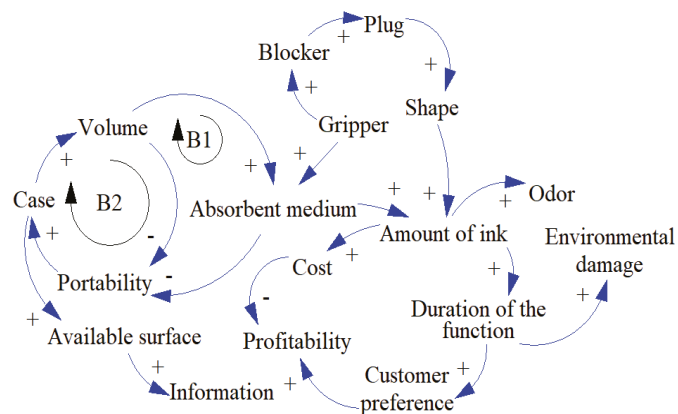 Plug
+
Blocker
+
+
Shape
Gripper
Volume
B1
+
+
+
Case
B2
Absorbent medium
+
+
Odor
+
+
-
Amount of ink
Environmental
damage
Portability
-
Cost
+
+
+
Available surface
-
Duration of the
function
+
Profitability
+
Information
+
Customer
preference
+